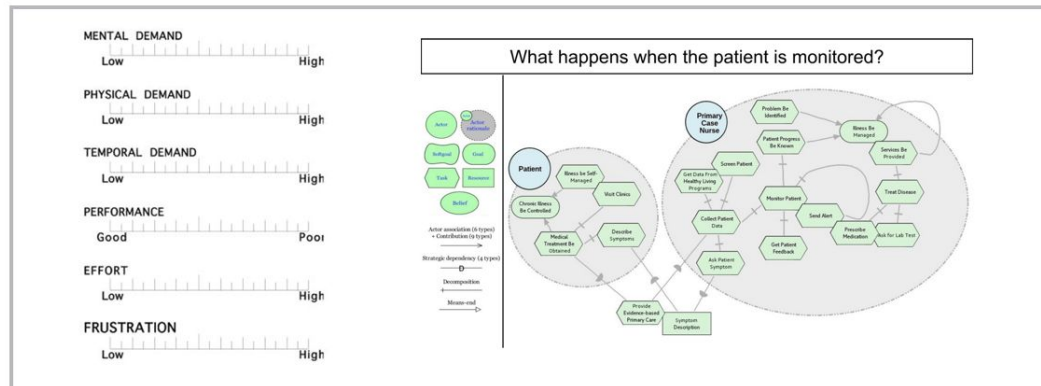 MENTAL DEMAND
Low High
PHYSICAL DEMAND
Low High
TEMPORAL DEMAND
Low High
PERFORMANCE
Good Poor
EFFORT
Low High
FRUSTRATION
Low High
What happens when the patient is monitored?
Actor
Actor
rationale
Softgoal
Goal
Task
Resource
Belief
Actor association (6 types)
+ Contribution (9 types)
Strategic dependency (4 types)
D
Decomposition
Means-end
Patient
Illness be Self-
Managed
Visit Clinics
Chronic Illness
Be Controlled
Medical
Treatment Be
Obtained
Describe
Symptoms
Primary
Case
Nurse
Problem Be
Identified
Patient Progress
Be Known
Illness Be
Managed
Services Be
Provided
Screen Patient
Get Data From
Healthy Living
Programs
Monitor Patient
Treat Disease
Collect Patient
Data
Send Alert
Prescribe
Medication
Ask for Lab Test
Get Patient
Feedback
Ask Patient
Symptom
Provide
Evidence-based
Primary Care
Symptom
Description